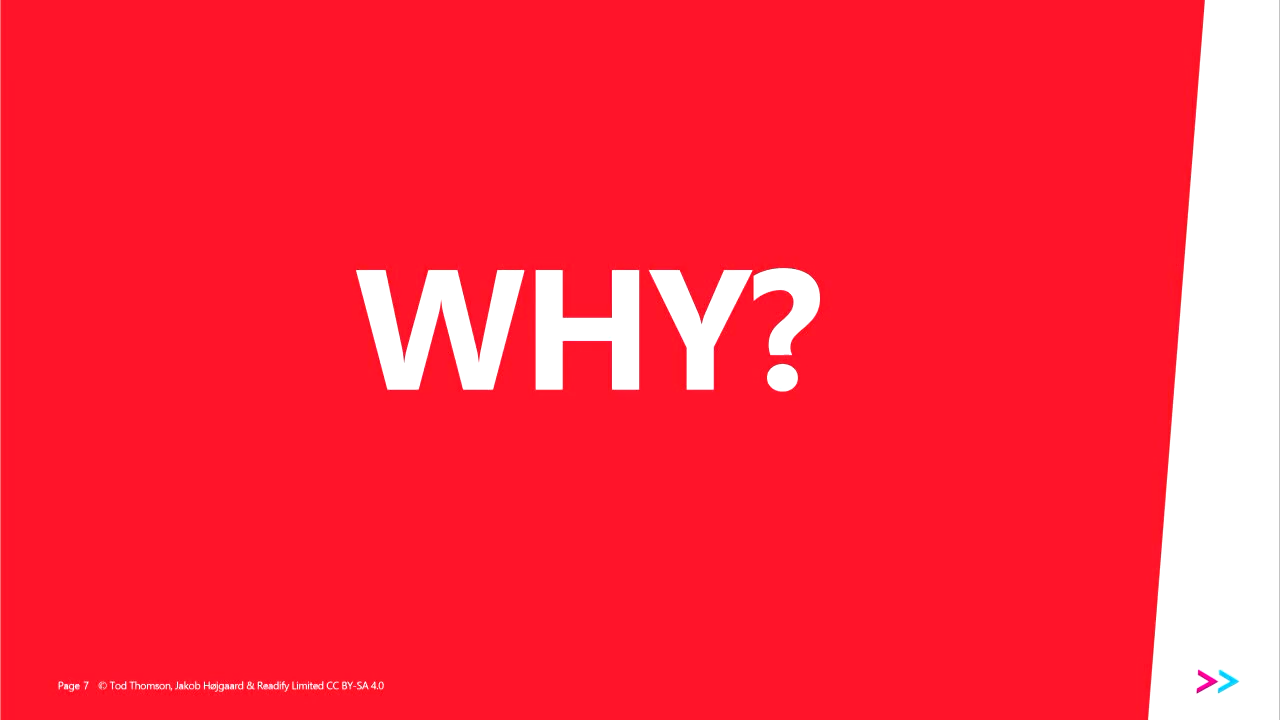 WHY?
Page 7 © Tod Thomson, Jakob Højgaard & Readify Limited CC BY-SA 4.0